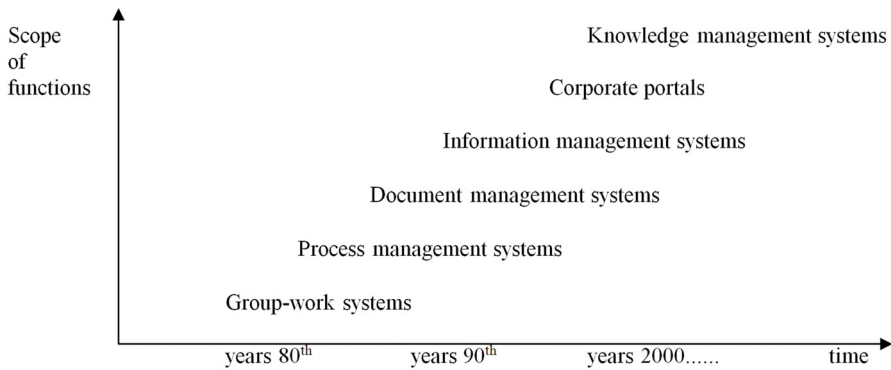 Scope
of
functions
Knowledge management systems
Corporate portals
Information management systems
Document management systems
Process management systems
Group-work systems
years 80th years 90th years 2000...... time